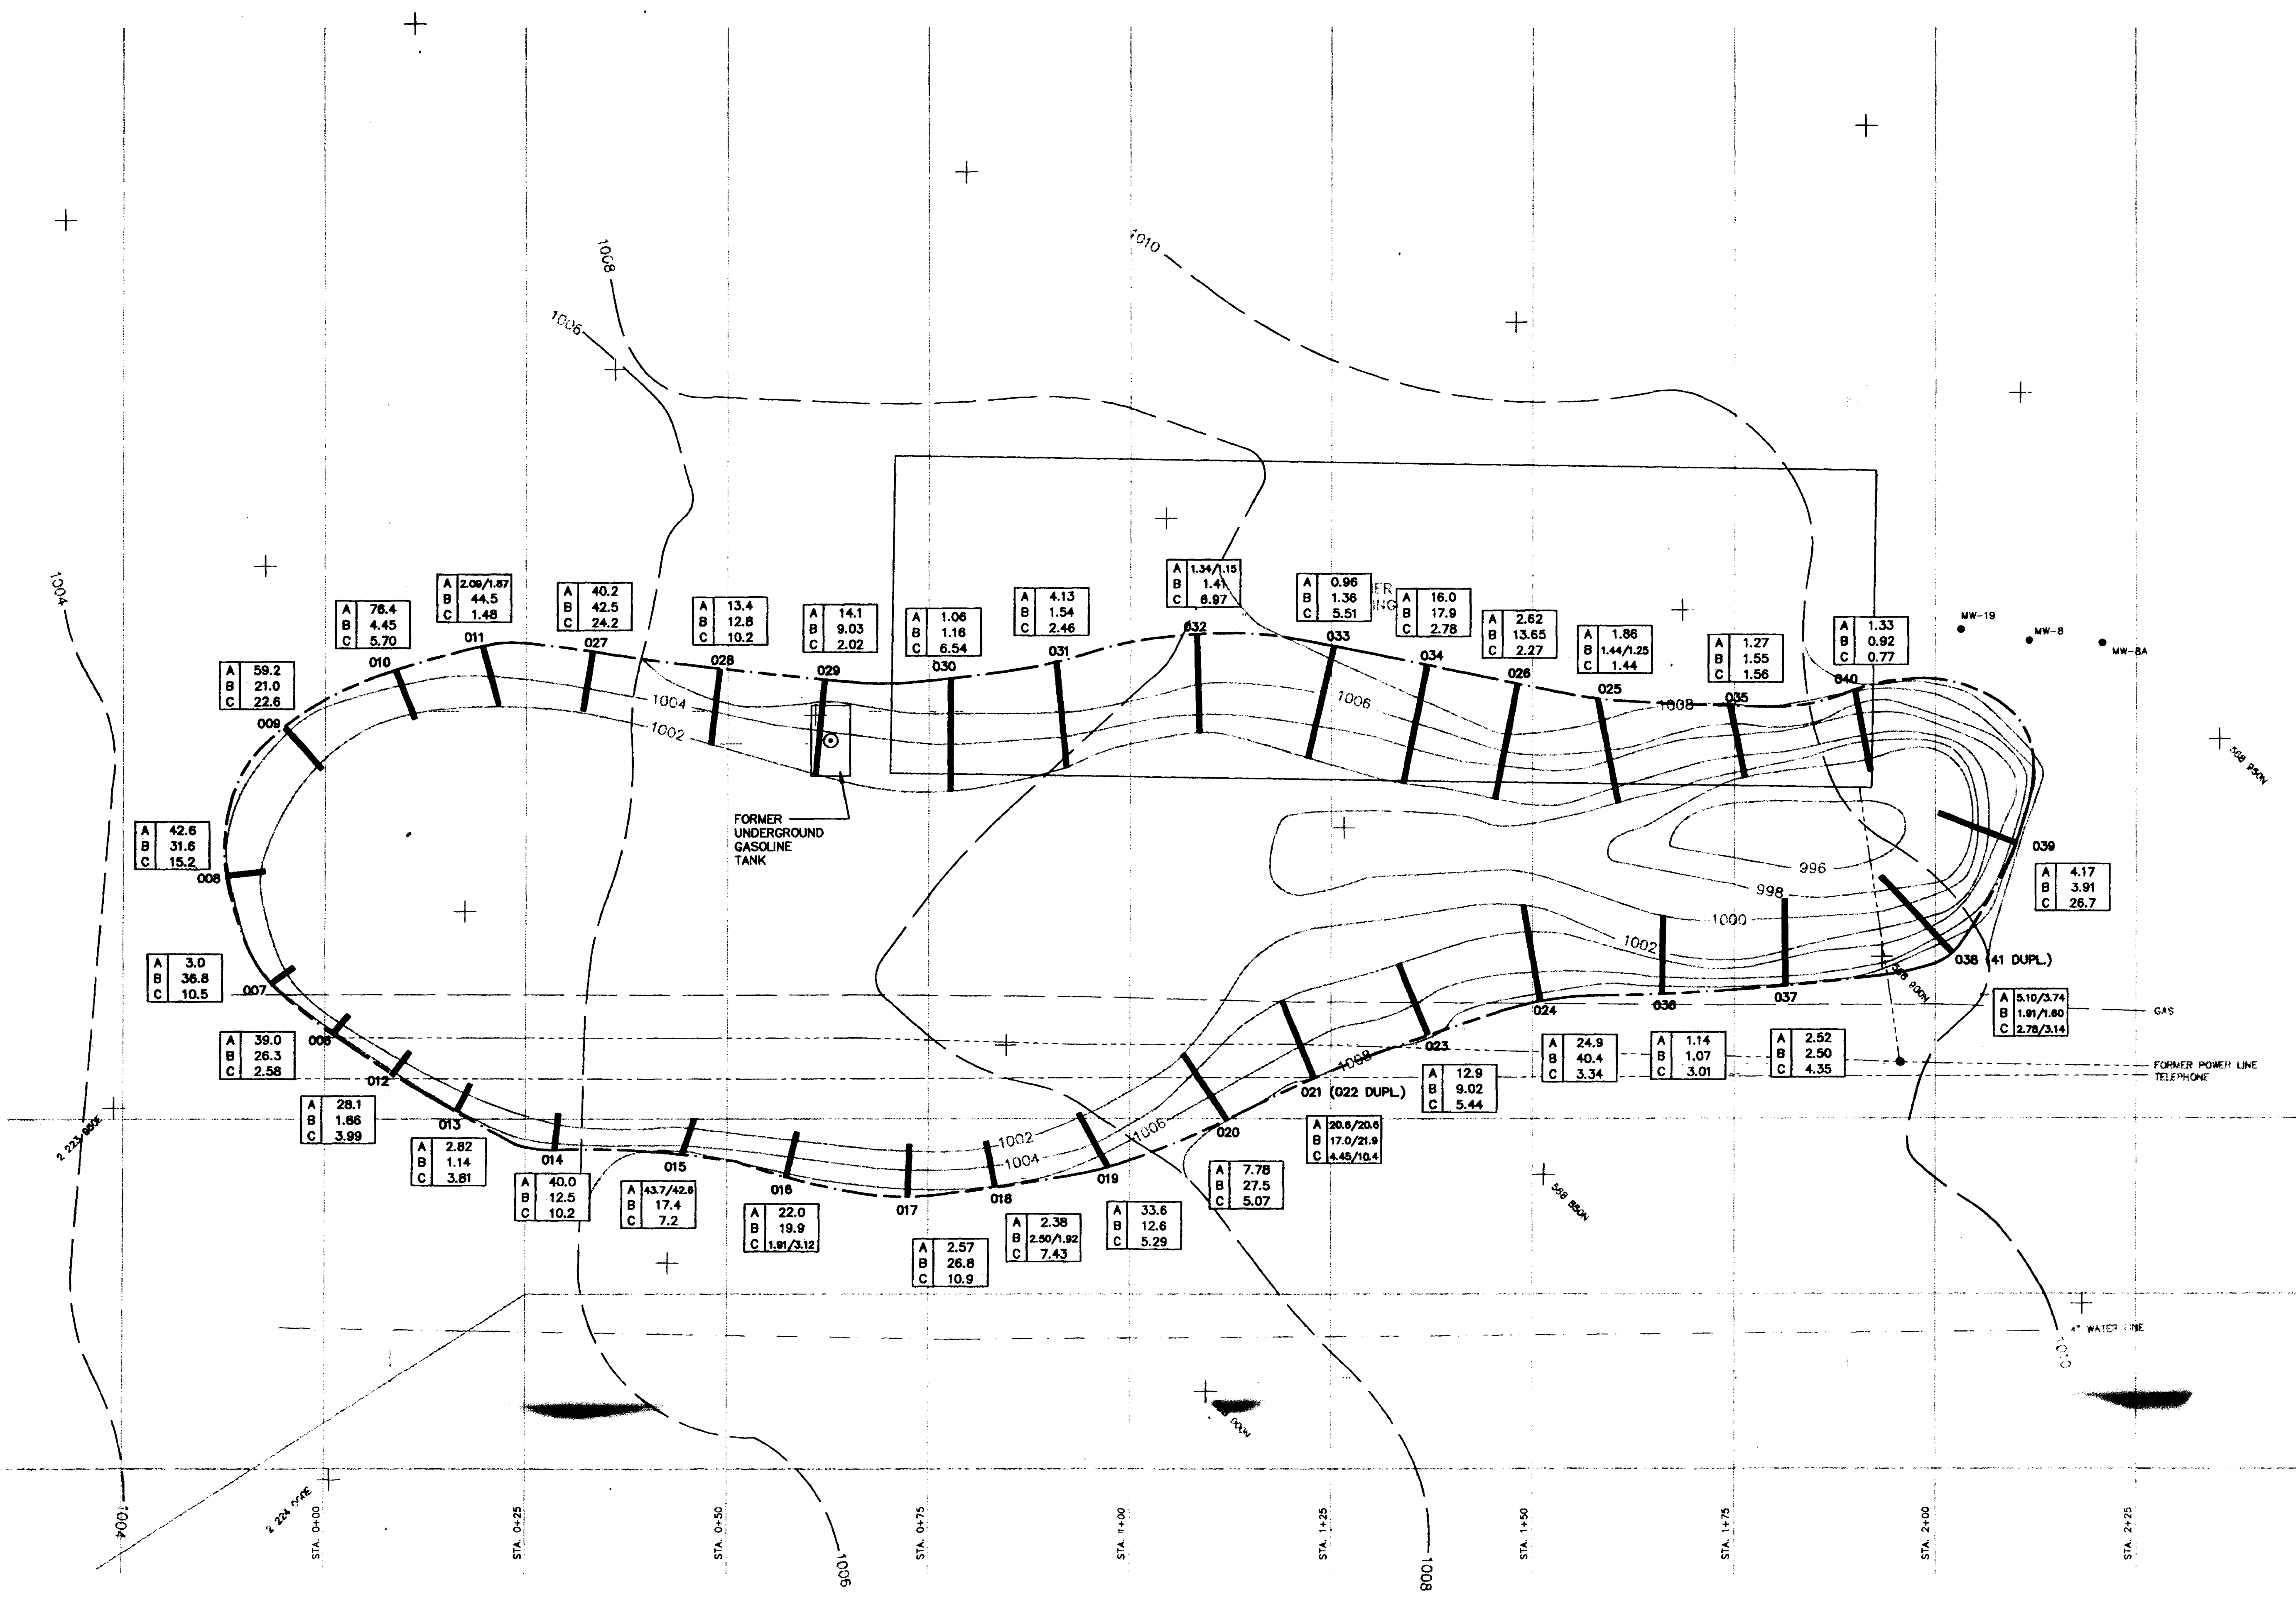 1010
1008
1006
1004
A 1.34/1.15
B 1.41
C 6.97
A 2.09/1.87
B 44.5
C 1.48
A 40.2
B 42.5
C 24.2
A 76.4
B 4.45
C 5.70
A 13.4
B 12.8
C 10.2
A 14.1
B 9.03
C 2.02
A 1.06
B 1.16
C 6.54
A 4.13
B 1.54
C 2.46
A 0.96
B 1.36
C 5.51
A 16.0
B 17.9
C 2.78
A 2.62
B 13.65
C 2.27
A 1.86
B 1.44/1.25
C 1.44
A 1.27
B 1.55
C 1.56
A 1.33
B 0.92
C 0.77
MW-19
MW-8
MW-8A
A 59.2
B 21.0
C 22.6
009
010
011
027
028
029
030
031
032
033
034
026
025
035
040
1004
1002
1006
1008
568 950N
FORMER
UNDERGROUND
GASOLINE
TANK
A 42.6
B 31.6
C 15.2
008
996
998
1000
1002
039
A 4.17
B 3.91
C 26.7
A 3.0
B 36.8
C 10.5
007
038 (41 DUPL.)
568 900N
A 5.10/3.74
B 1.91/1.60
C 2.78/3.14
GAS
024
036
037
A 39.0
B 26.3
C 2.58
006
012
023
1008
A 24.9
B 40.4
C 3.34
A 1.14
B 1.07
C 3.01
A 2.52
B 2.50
C 4.35
FORMER POWER LINE
TELEPHONE
A 12.9
B 9.02
C 5.44
021 (022 DUPL.)
A 28.1
B 1.86
C 3.99
013
2 223 950E
A 2.82
B 1.14
C 3.81
014
015
016
017
018
019
020
1002
1004
1006
A 20.6/20.6
B 17.0/21.9
C 4.45/10.4
A 40.0
B 12.5
C 10.2
A 43.7/42.6
B 17.4
C 7.2
A 22.0
B 19.9
C 1.91/3.12
A 2.57
B 26.8
C 10.9
A 2.38
B 2.50/1.92
C 7.43
A 33.6
B 12.6
C 5.29
A 7.78
B 27.5
C 5.07
568 850N
WATER LINE
1010
2 224 000E
1004
STA. 0+00
STA. 0+25
STA. 0+50
STA. 0+75
STA. 1+00
STA. 1+25
STA. 1+50
STA. 1+75
STA. 2+00
STA. 2+25
1006
1008